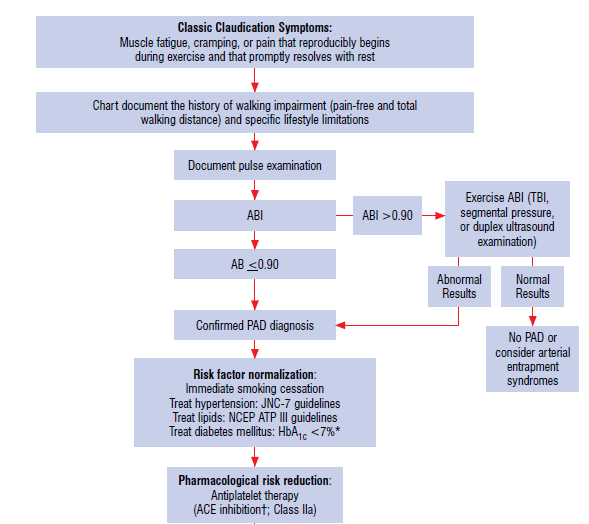 Classic Claudication Symptoms:
Muscle fatigue, cramping, or pain that reproducibly begins
during exercise and that promptly resolves with rest
Chart document the history of walking impairment (pain-free and total
walking distance) and specific lifestyle limitations
Document pulse examination
ABI
ABI >0.90
Exercise ABI (TBI,
segmental pressure,
or duplex ultrasound
examination)
AB ≤0.90
Abnormal
Results
Normal
Results
Confirmed PAD diagnosis
No PAD or
consider arterial
entrapment
syndromes
Risk factor normalization:
Immediate smoking cessation
Treat hypertension: JNC-7 guidelines
Treat lipids: NCEP ATP III guidelines
Treat diabetes mellitus: HbA1c <7%*
Pharmacological risk reduction:
Antiplatelet therapy
(ACE inhibition†; Class IIa)